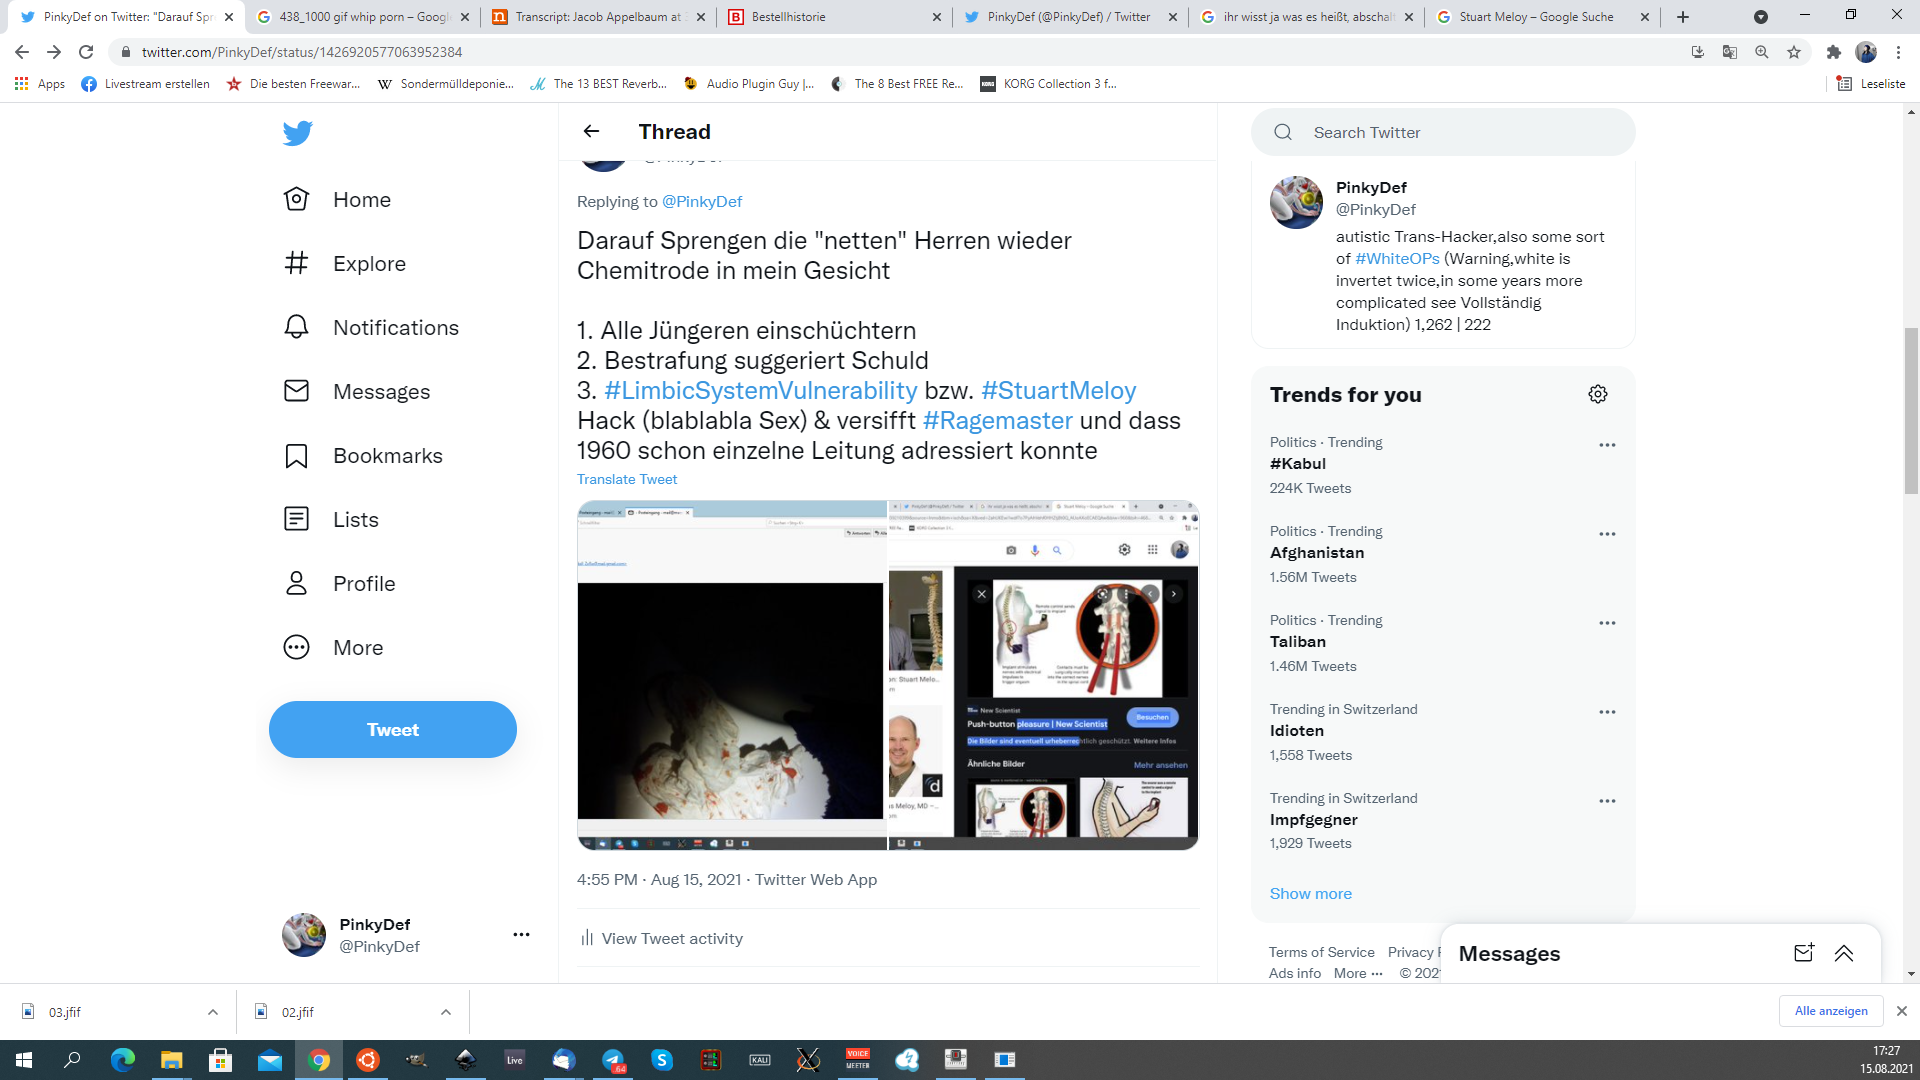 PinkyDef on Twitter: "Darauf Spr
438_1000 gif whip porn – Google
Transcript: Jacob Appelbaum at
Bestellhistorie
PinkyDef (@PinkyDef) / Twitter
ihr wisst ja was es heißt, abschalt
Stuart Meloy – Google Suche
twitter.com/PinkyDef/status/1426920577063952384
Apps
Livestream erstellen
Die besten Freewar...
Sondermülldeponie...
The 13 BEST Reverb...
Audio Plugin Guy |...
The 8 Best FREE Re...
KORG Collection 3 f...
Leseliste
Home
Explore
Notifications
Messages
Bookmarks
Lists
Profile
More
Tweet
PinkyDef
@PinkyDef
Thread
@PinkyDef
Replying to @PinkyDef
Darauf Sprengen die "netten" Herren wieder
Chemitrode in mein Gesicht
1. Alle Jüngeren einschüchtern
2. Bestrafung suggeriert Schuld
3. #LimbicSystemVulnerability bzw. #StuartMeloy
Hack (blablabla Sex) & versifft #Ragemaster und dass
1960 schon einzelne Leitung adressiert konnte
Translate Tweet
New Scientist
Push-button pleasure | New Scientist
Besuchen
Die Bilder sind eventuell urheberrechtlich geschützt. Weitere Infos
Ähnliche Bilder
Mehr ansehen
4:55 PM · Aug 15, 2021 · Twitter Web App
View Tweet activity
Search Twitter
PinkyDef
@PinkyDef
autistic Trans-Hacker,also some sort
of #WhiteOPs (Warning,white is
invertet twice,in some years more
complicated see Vollständig
Induktion) 1,262 | 222
Trends for you
Politics · Trending
#Kabul
224K Tweets
Politics · Trending
Afghanistan
1.56M Tweets
Politics · Trending
Taliban
1.46M Tweets
Trending in Switzerland
Idioten
1,558 Tweets
Trending in Switzerland
Impfgegner
1,929 Tweets
Show more
Terms of Service Privacy
Ads info More ··· © 202
Messages
03.jfif
02.jfif
Alle anzeigen
Live
.64
KALI
VOICE
MEETER
17:27
15.08.2021